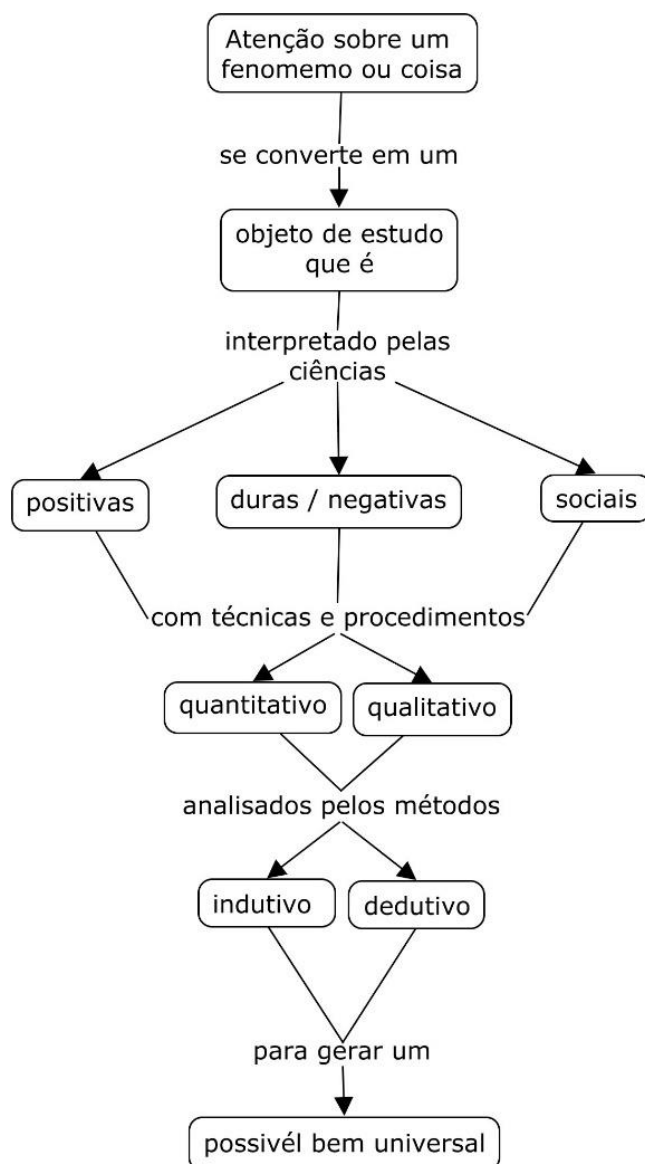 Atenção sobre um
fenomemo ou coisa
se converte em um
objeto de estudo
que é
interpretado pelas
ciências
positivas
duras / negativas
sociais
com técnicas e procedimentos
quantitativo
qualitativo
analisados pelos métodos
indutivo
dedutivo
para gerar um
possivél bem universal